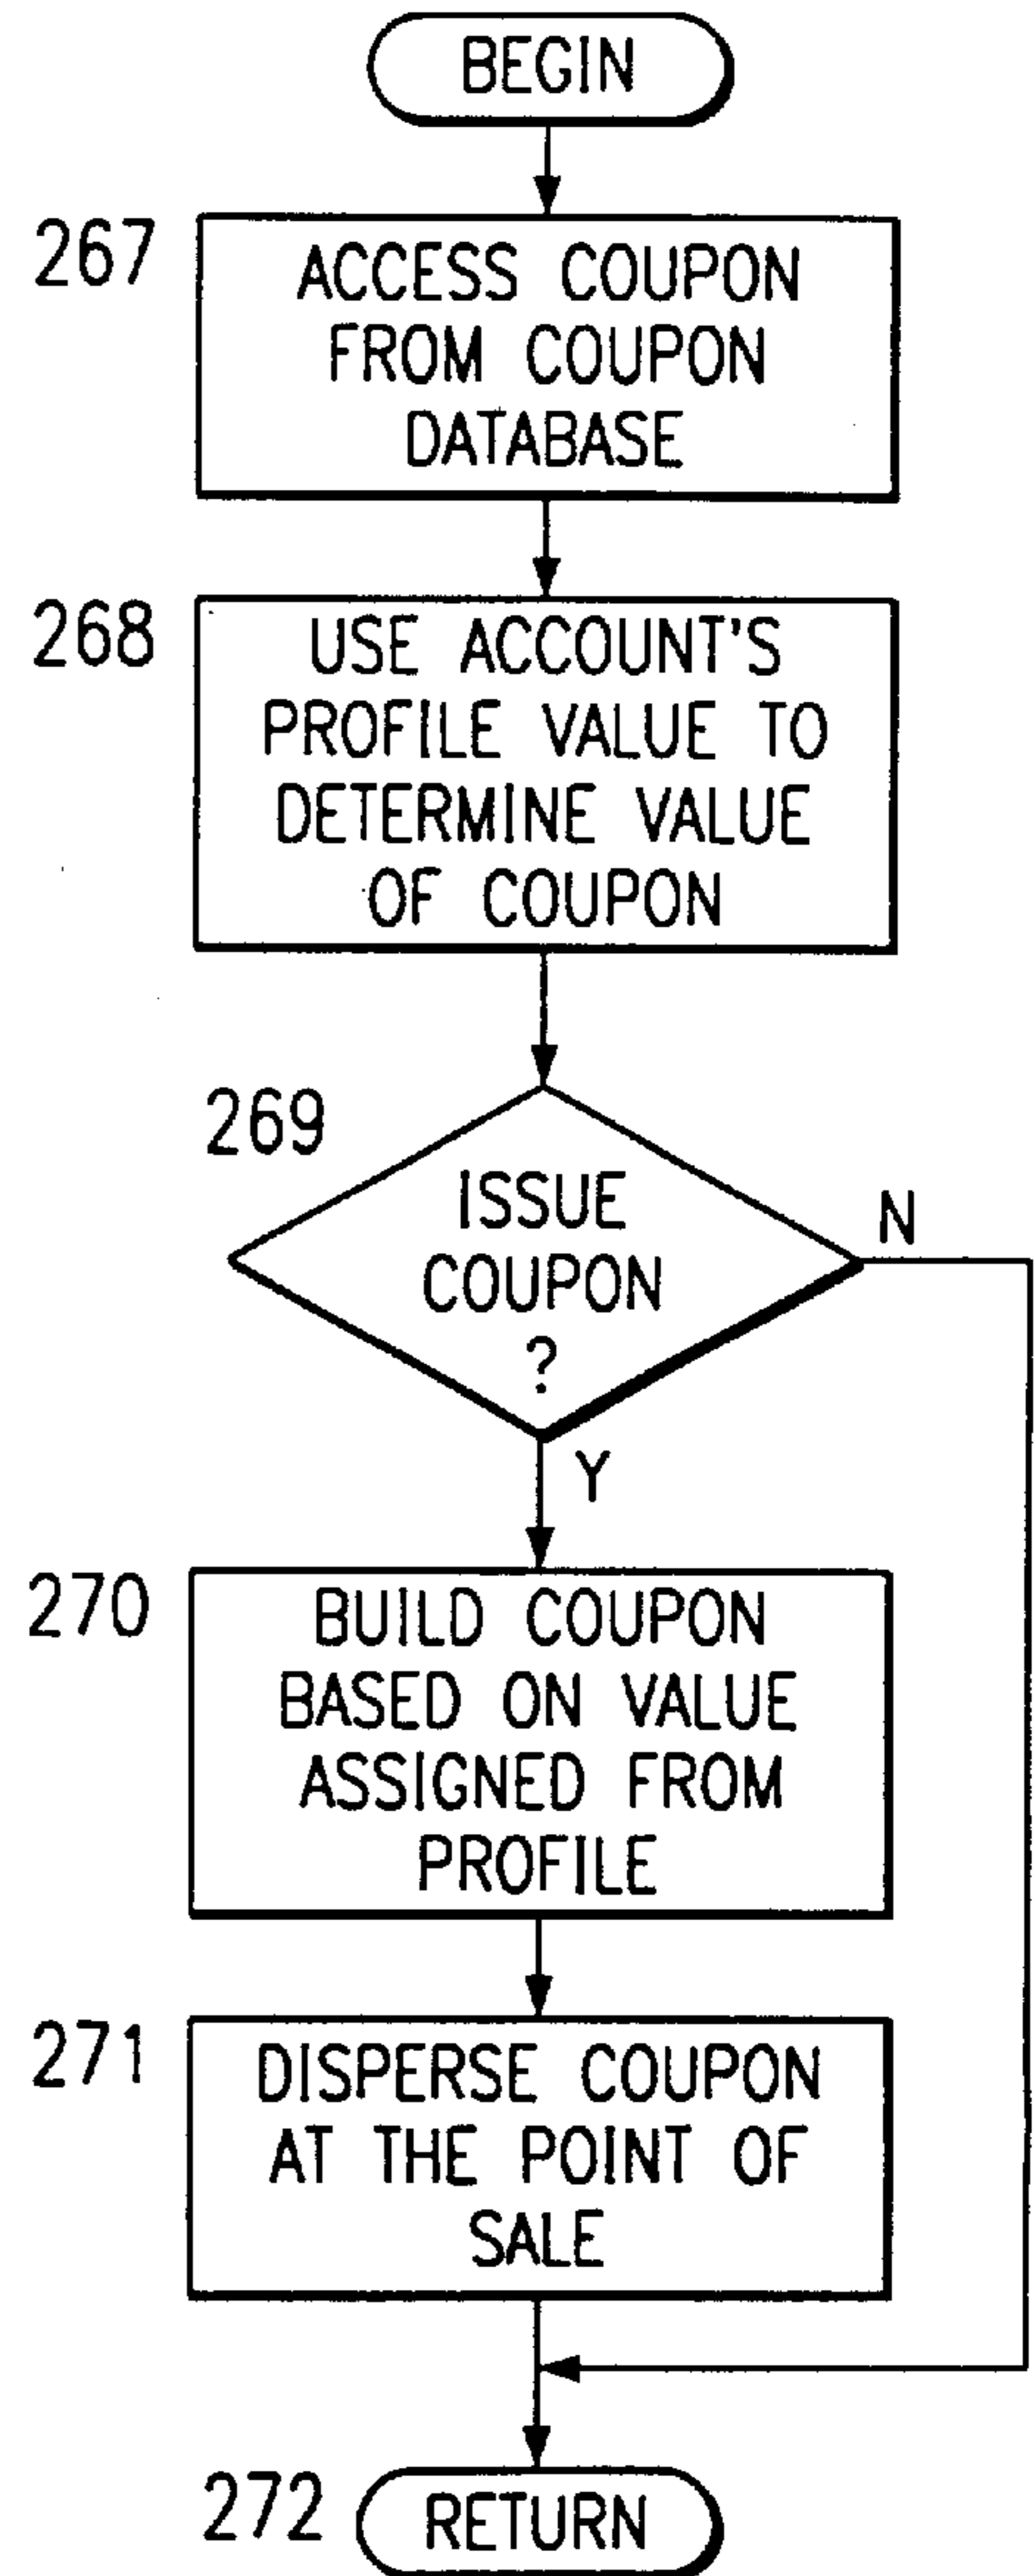 BEGIN
267
ACCESS COUPON
FROM COUPON
DATABASE
268
USE ACCOUNT'S
PROFILE VALUE TO
DETERMINE VALUE
OF COUPON
269
ISSUE
COUPON
?
N
Y
270
BUILD COUPON
BASED ON VALUE
ASSIGNED FROM
PROFILE
271
DISPERSE COUPON
AT THE POINT OF
SALE
272
RETURN